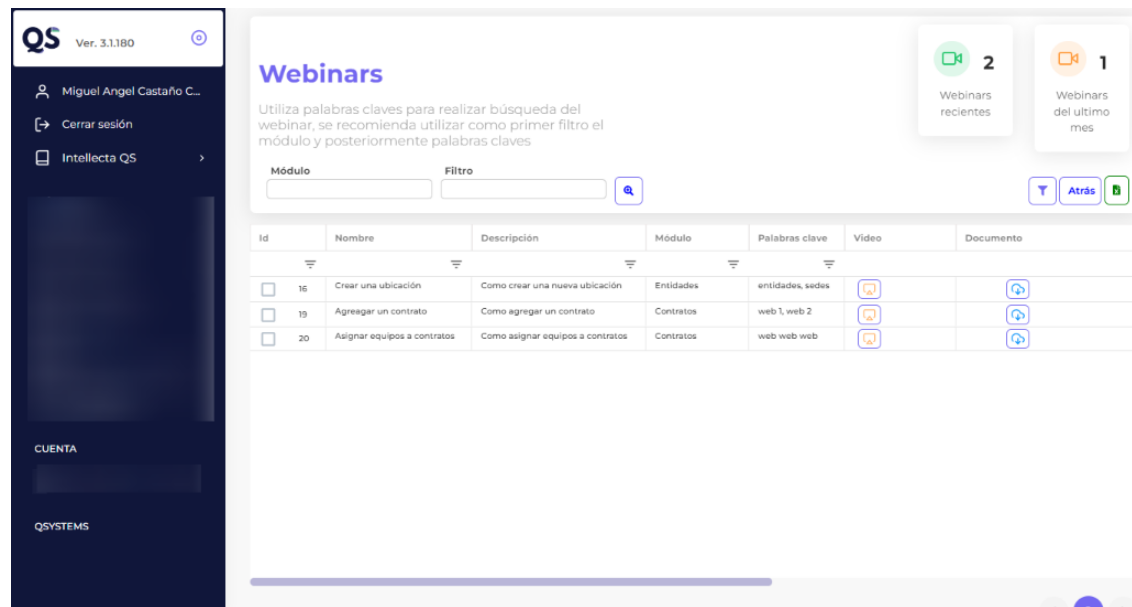 QS Ver. 3.1.180
Miguel Angel Castaño C...
Cerrar sesión
Intellecta QS
CUENTA
QSYSTEMS
Webinars
Utiliza palabras claves para realizar búsqueda del
webinar, se recomienda utilizar como primer filtro el
módulo y posteriormente palabras claves
2
Webinars
recientes
1
Webinars
del ultimo
mes
Módulo Filtro
Atrás
Id Nombre Descripción Módulo Palabras clave Video Documento
16 Crear una ubicación Como crear una nueva ubicación Entidades entidades, sedes
19 Agreagar un contrato Como agregar un contrato Contratos web 1, web 2
20 Asignar equipos a contratos Como asignar equipos a contratos Contratos web web web